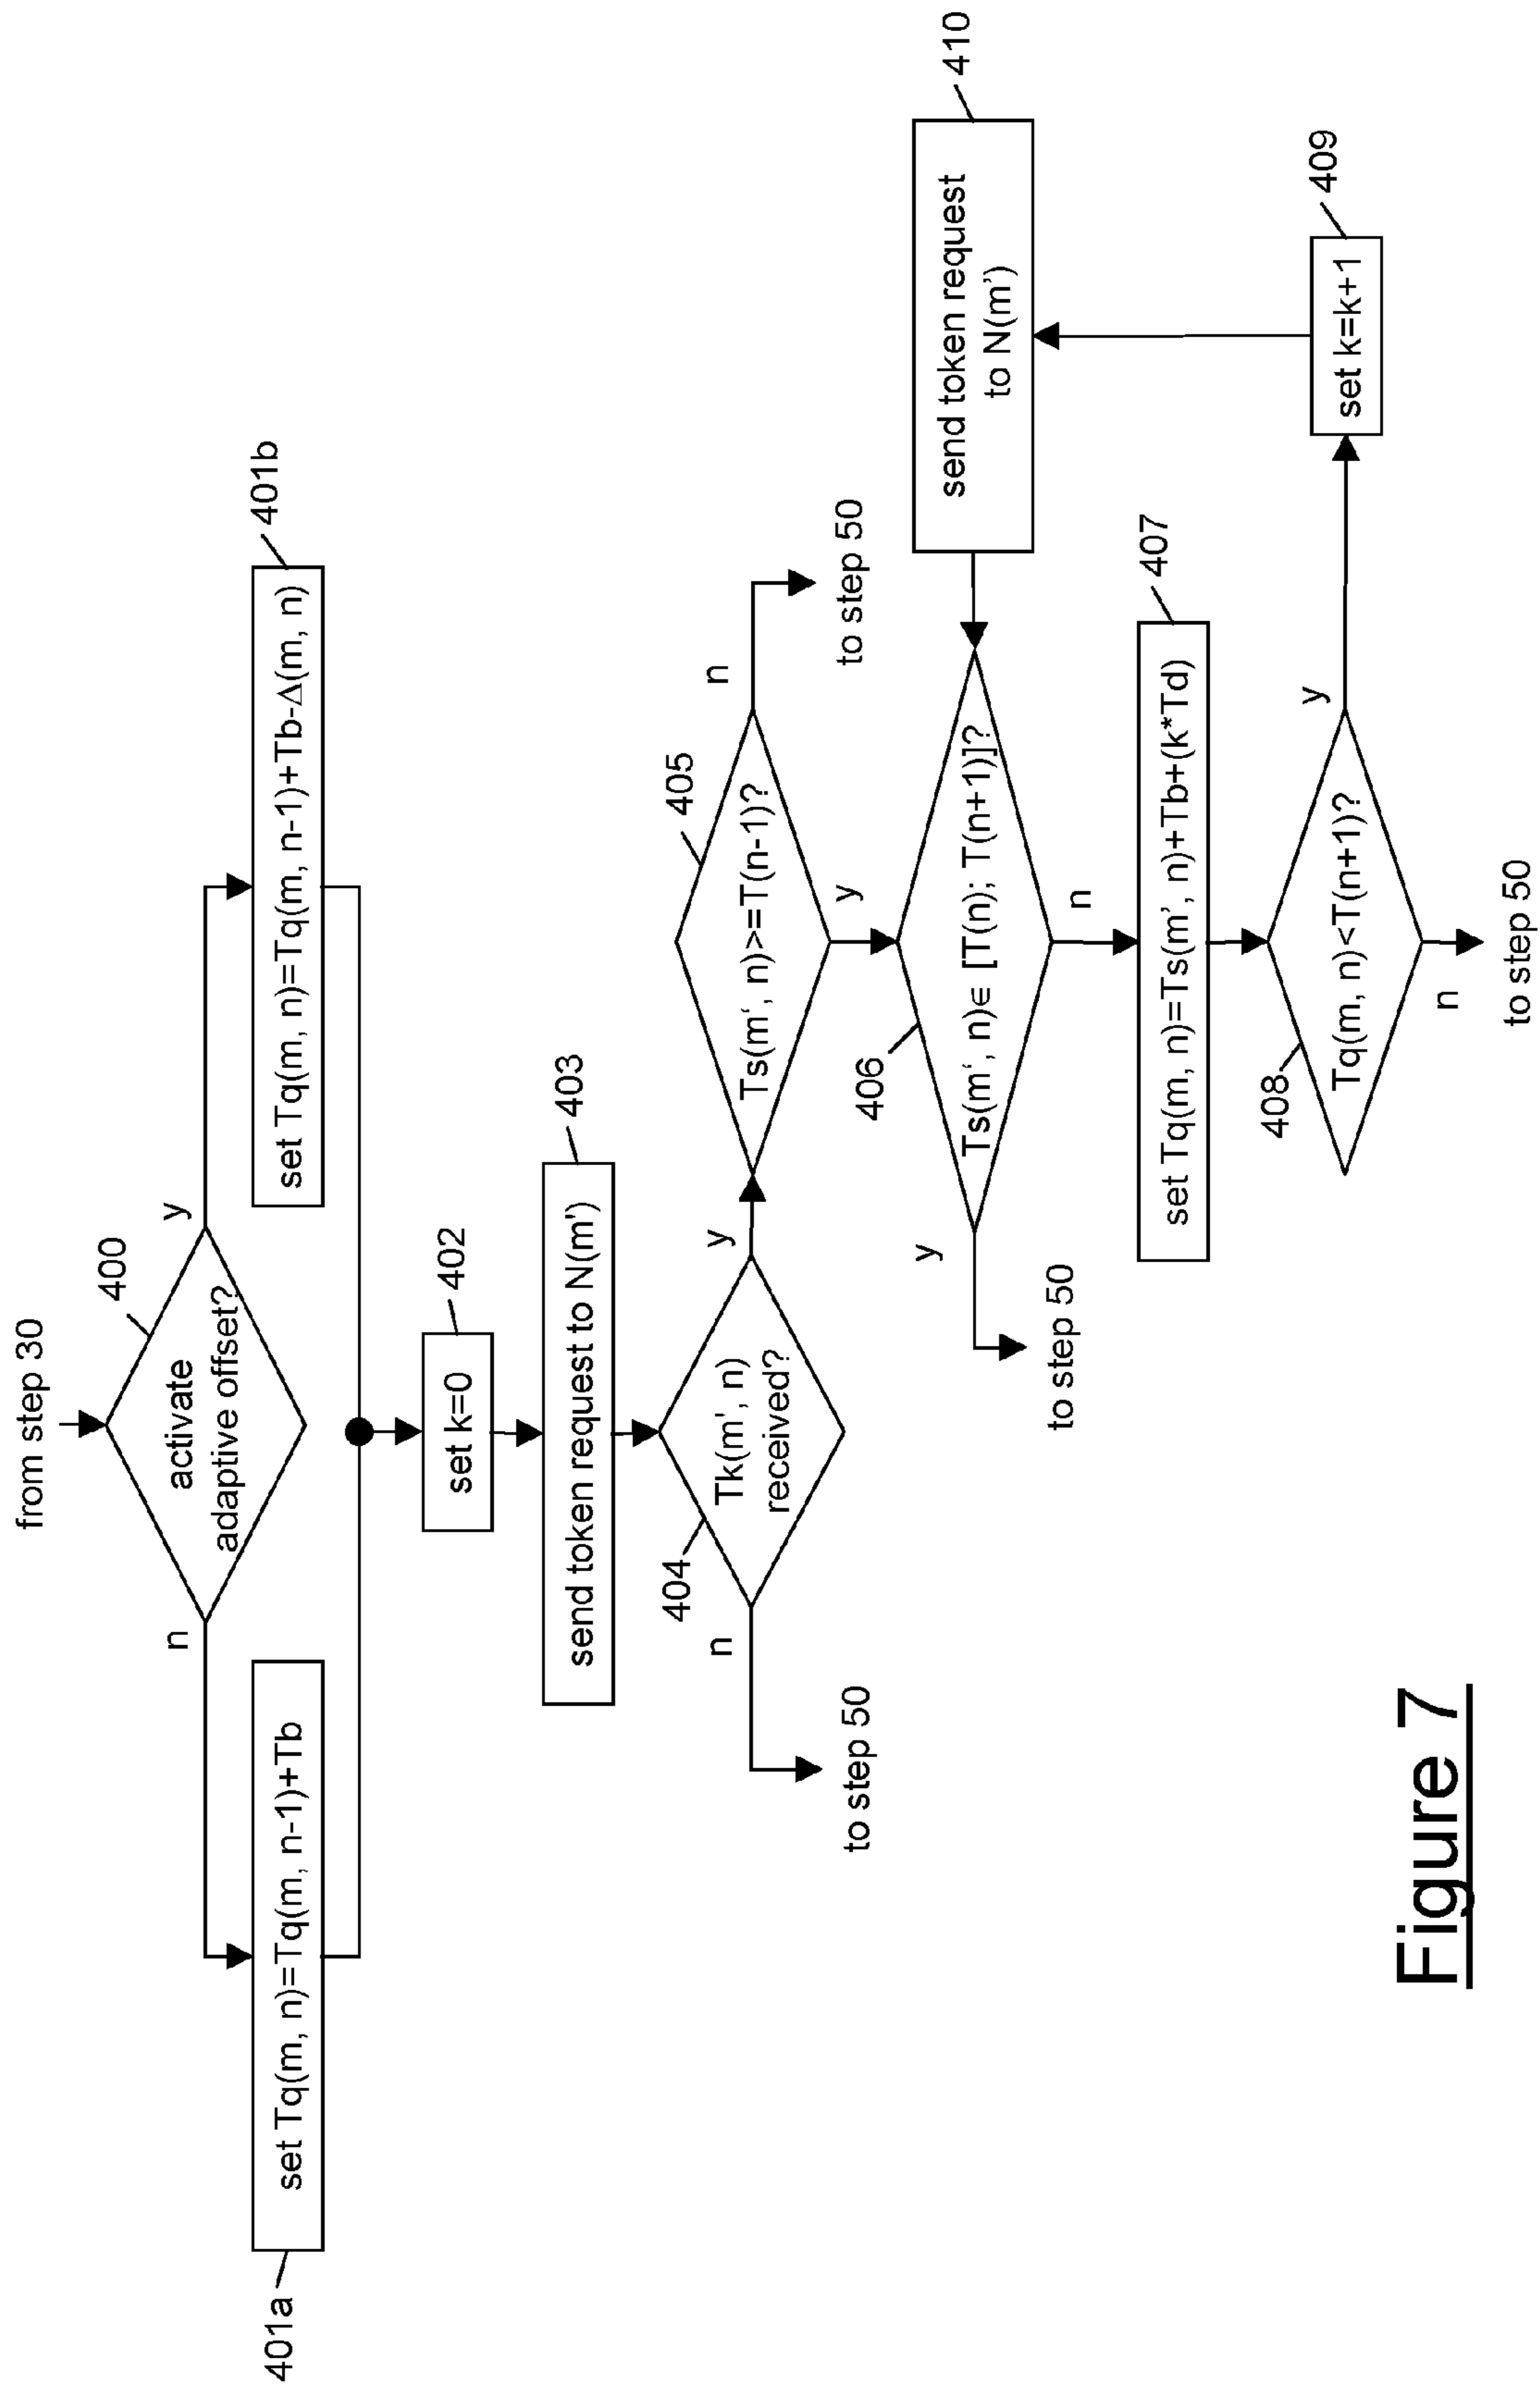 from step 30
400
activate
adaptive offset?
n
y
401a
set Tq(m, n)=Tq(m, n-1)+Tb
401b
set Tq(m, n)=Tq(m, n-1)+Tb-Δ(m, n)
402
set k=0
403
send token request to N(m')
404
Tk(m', n)
received?
n
to step 50
y
405
Ts(m‘, n)>=T(n-1)?
n
to step 50
y
406
Ts(m‘, n)∈ [T(n); T(n+1)]?
y
to step 50
n
410
send token request
to N(m’)
407
set Tq(m, n)=Ts(m’, n)+Tb+(k*Td)
408
Tq(m, n)<T(n+1)?
y
409
set k=k+1
n
to step 50
Figure 7